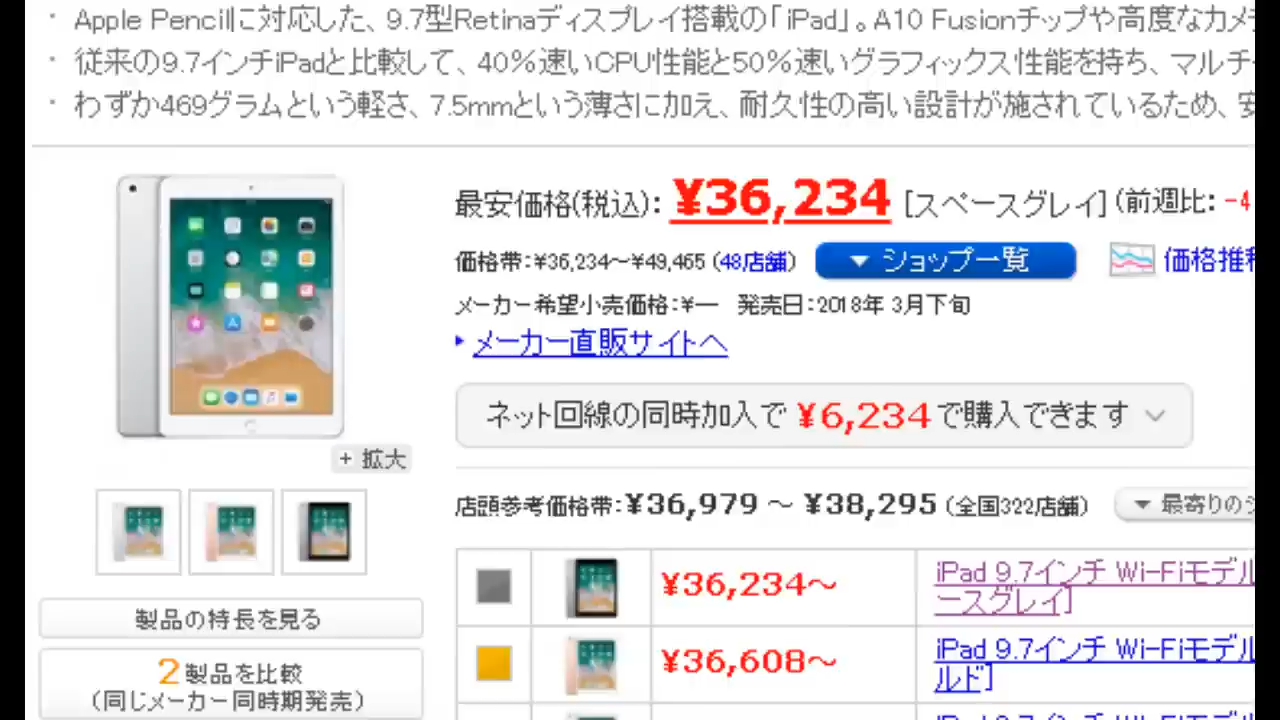 ・ Apple Pencilに対応した、9.7型Retinaディスプレイ搭載の「iPad」。A10 Fusionチップや高度なカメ
・ 従来の9.7インチiPadと比較して、40%速いCPU性能と50%速いグラフィックス性能を持ち、マルチ
・ わずか469グラムという軽さ、7.5mmという薄さに加え、耐久性の高い設計が施されているため、安
最安価格(税込): ¥36,234 [スペースグレイ] (前週比: -4
価格帯:¥36,234～¥49,465 (48店舗) ショップ一覧 価格推移
メーカー希望小売価格:¥― 発売日:2018年 3月下旬
メーカー直販サイトへ
ネット回線の同時加入で ¥6,234 で購入できます
+ 拡大
店頭参考価格帯:¥36,979 ～ ¥38,295 (全国322店舗) 最寄りのシ
¥36,234～ iPad 9.7インチ Wi-Fiモデル
ースグレイ]
製品の特長を見る
¥36,608～ iPad 9.7インチ Wi-Fiモデル
ルド]
2 製品を比較
(同じメーカー同時期発売)